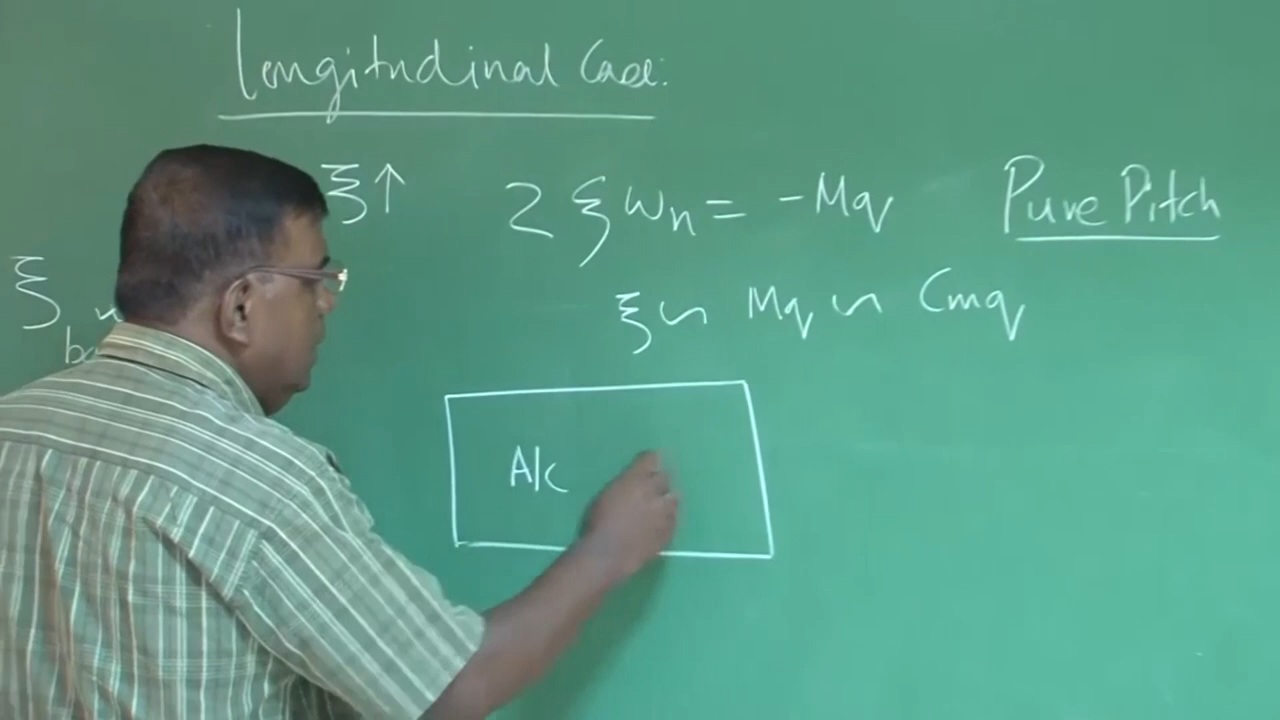 Longitudinal Case:
ξ↑ 2ξωn = -Mq Pure Pitch
ξ ~ Mq ~ Cmq
ξ
A/c